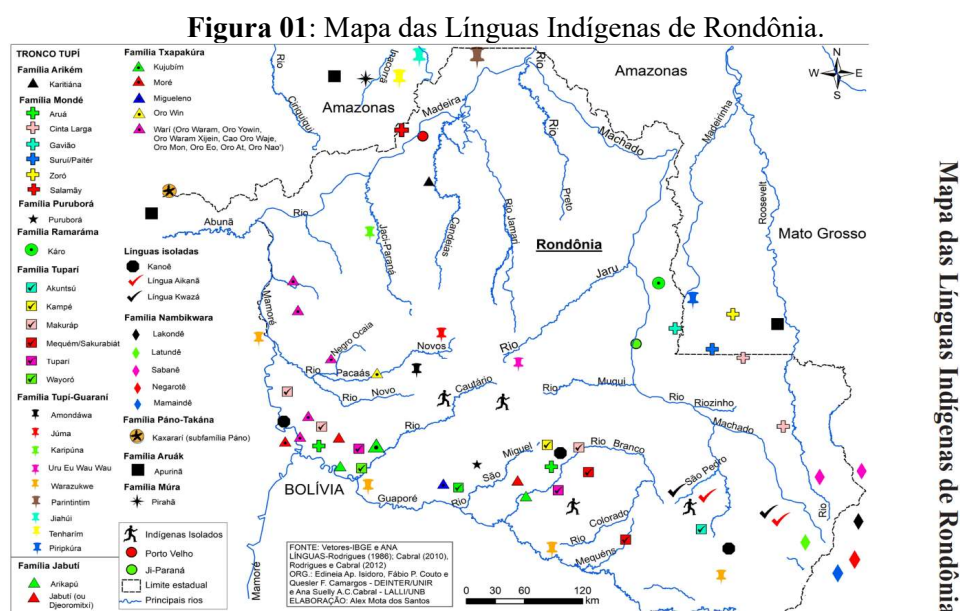 Figura 01: Mapa das Línguas Indígenas de Rondônia.
TRONCO TUPÍ
Família Arikém
Karitiâna
Família Mondé
Aruá
Cinta Larga
Gavião
Suruí/Paitér
Zoró
Salamãy
Família Puruborá
Puruborá
Família Ramaráma
Káro
Família Tuparí
Akuntsú
Kampé
Makuráp
Mequém/Sakurabiát
Tuparí
Wayoró
Família Tupí-Guaraní
Amondáwa
Júma
Karipúna
Uru Eu Wau Wau
Warazukwe
Parintintim
Jiahúi
Tenharím
Piripkúra
Família Jabutí
Arikapú
Jabutí (ou
Djeoromitxí)
Família Txapakúra
Kujubím
Moré
Migueleno
Oro Win
Warí (Oro Waram, Oro Yowin,
Oro Waram Xijein, Cao Oro Waje,
Oro Mon, Oro Eo, Oro At, Oro Nao')
Línguas isoladas
Kanoê
Língua Aikanã
Língua Kwazá
Família Nambikwara
Lakondê
Latundê
Sabanê
Negarotê
Mamaindê
Família Páno-Takána
Kaxararí (subfamília Páno)
Família Aruák
Apurinã
Família Múra
Pirahã
Indígenas Isolados
Porto Velho
Ji-Paraná
Limite estadual
Principais rios
FONTE: Vetores-IBGE e ANA
LÍNGUAS-Rodrigues (1986); Cabral (2010),
Rodrigues e Cabral (2012)
ORG.: Edineia Ap. Isidoro, Fábio P. Couto e
Quesler F. Camargos - DEINTER/UNIR
e Ana Suelly A.C.Cabral - LALLI/UNB
ELABORAÇÃO: Alex Mota dos Santos
0 30 60 120
km
N
W E
S
Amazonas
Amazonas
Mato Grosso
Rondônia
BOLÍVIA
Rio
Rio
Madeira
Rio
Machado
Madeirinha
Roosevelt
Preto
Rio Jamari
Candeias
Jaci-Paraná
Abunã
Rio
Mamoré
Jaru
Rio
Negro Ocaia
Novos
Rio
Pacaás
Rio
Novo
Cautário
Rio
Muqui
Rio
Riozinho
Machado
Rio
Miguel
São
Rio
Rio
Branco
São Pedro
Guaporé
Colorado
Rio
Mequéns
Rio
Mamoré
Mapa das Línguas Indígenas de Rondônia